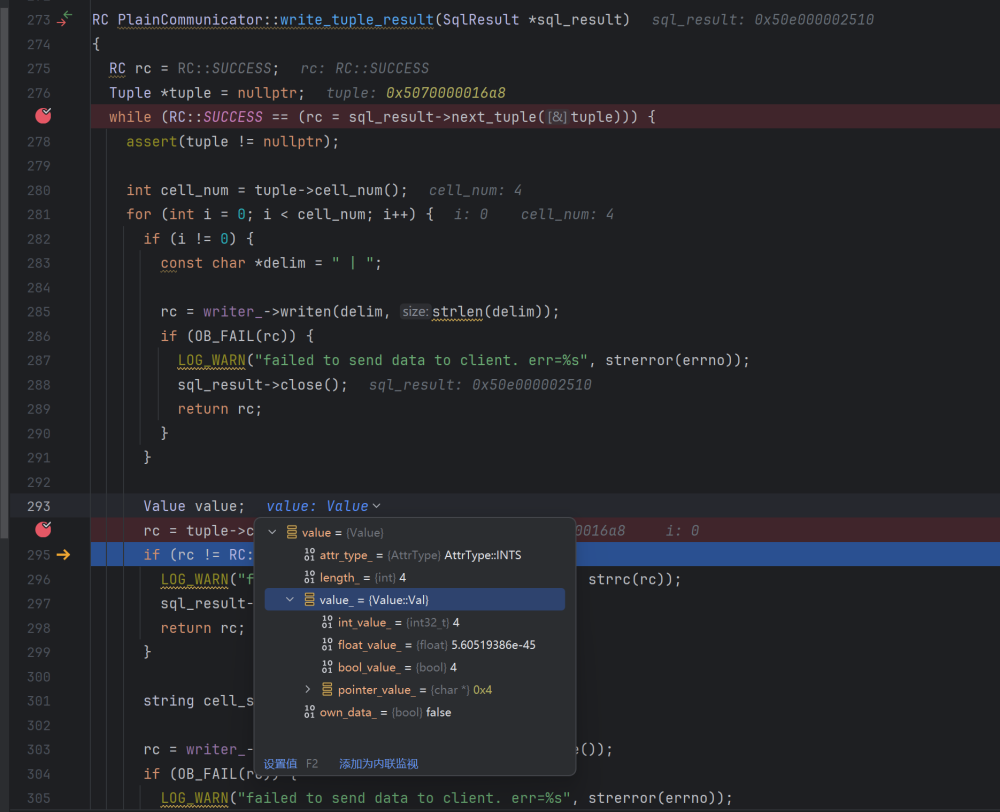 273 RC PlainCommunicator::write_tuple_result(SqlResult *sql_result) sql_result: 0x50e000002510
274 {
275 RC rc = RC::SUCCESS; rc: RC::SUCCESS
276 Tuple *tuple = nullptr; tuple: 0x5070000016a8
while (RC::SUCCESS == (rc = sql_result->next_tuple([&]tuple))) {
278 assert(tuple != nullptr);
279
280 int cell_num = tuple->cell_num(); cell_num: 4
281 for (int i = 0; i < cell_num; i++) { i: 0 cell_num: 4
282 if (i != 0) {
283 const char *delim = " | ";
284
285 rc = writer_->writen(delim, size: strlen(delim));
286 if (OB_FAIL(rc)) {
287 LOG_WARN("failed to send data to client. err=%s", strerror(errno));
288 sql_result->close(); sql_result: 0x50e000002510
289 return rc;
290 }
291 }
292
293 Value value; value: Value
rc = tuple->c 0016a8 i: 0
295 if (rc != RC:
296 LOG_WARN("f strrc(rc));
297 sql_result-
298 return rc;
299 }
300
301 string cell_s
302
303 rc = writer_- e());
304 if (OB_FAIL(rc)) {
305 LOG_WARN("failed to send data to client. err=%s", strerror(errno));
value = {Value}
attr_type_ = {AttrType} AttrType::INTS
length_ = {int} 4
value_ = {Value::Val}
int_value_ = {int32_t} 4
float_value_ = {float} 5.60519386e-45
bool_value_ = {bool} 4
pointer_value_ = {char *} 0x4
own_data_ = {bool} false
设置值 F2 添加为内联监视